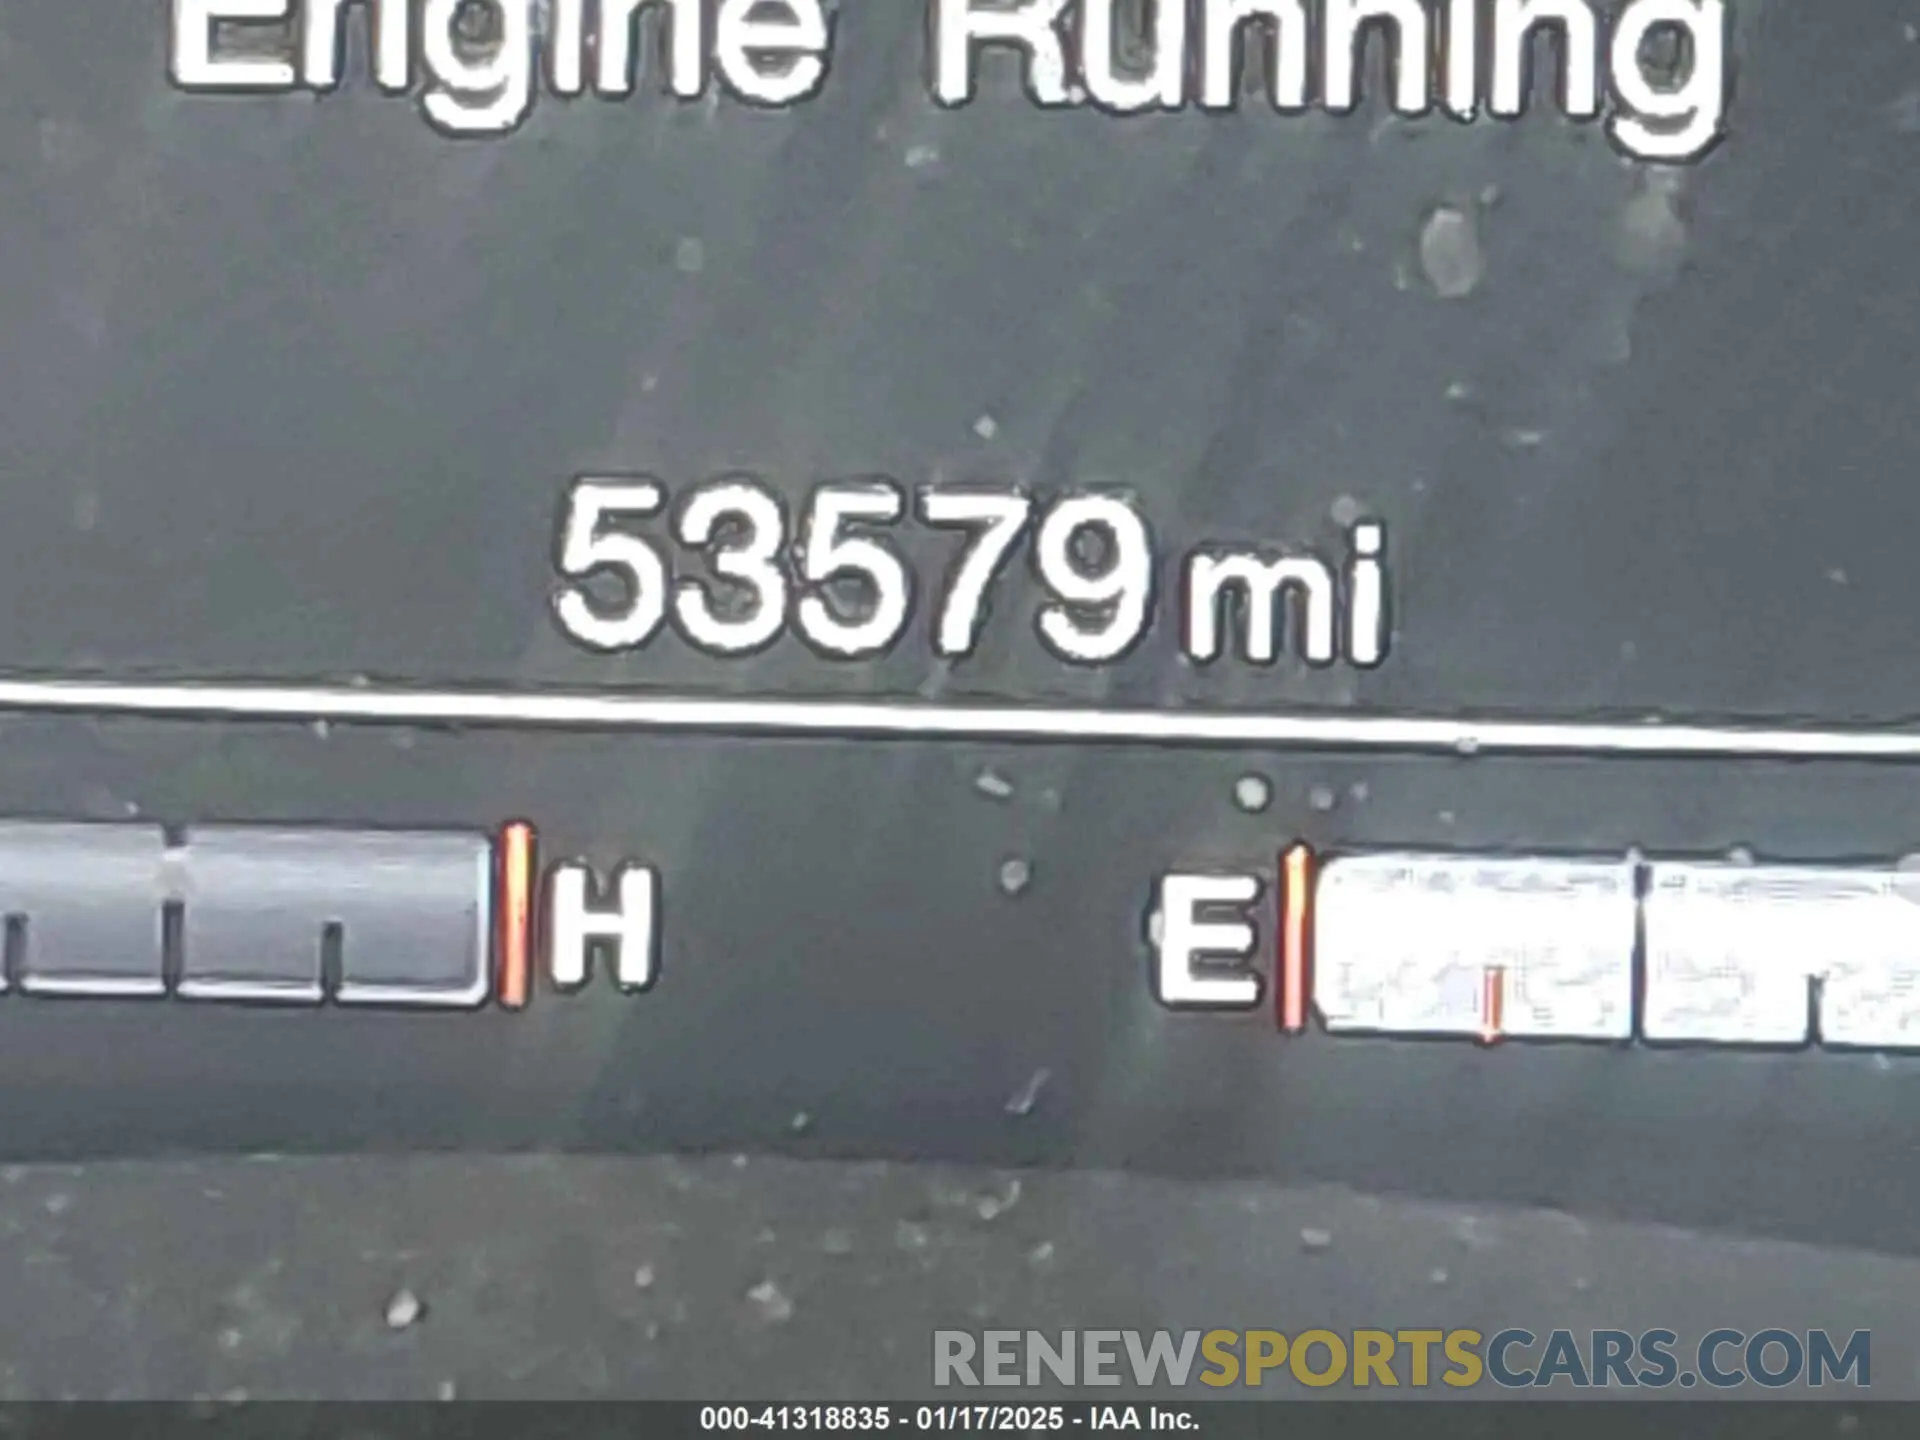 Engine Running
53579 mi
H E
RENEWSPORTSCARS.COM
000-41318835 - 01/17/2025 - IAA Inc.